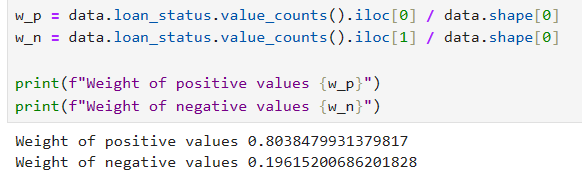 w_p = data.loan_status.value_counts().iloc[0] / data.shape[0]
w_n = data.loan_status.value_counts().iloc[1] / data.shape[0]
print(f"Weight of positive values {w_p}")
print(f"Weight of negative values {w_n}")
Weight of positive values 0.8038479931379817
Weight of negative values 0.19615200686201828